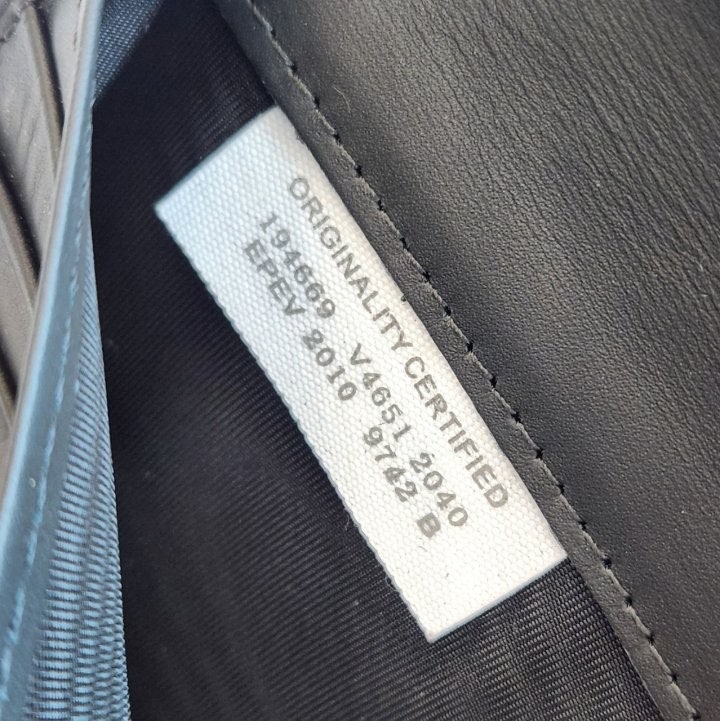 ORIGINALITY CERTIFIED
194669 V4651 2040
EPEV 2010 9742 B